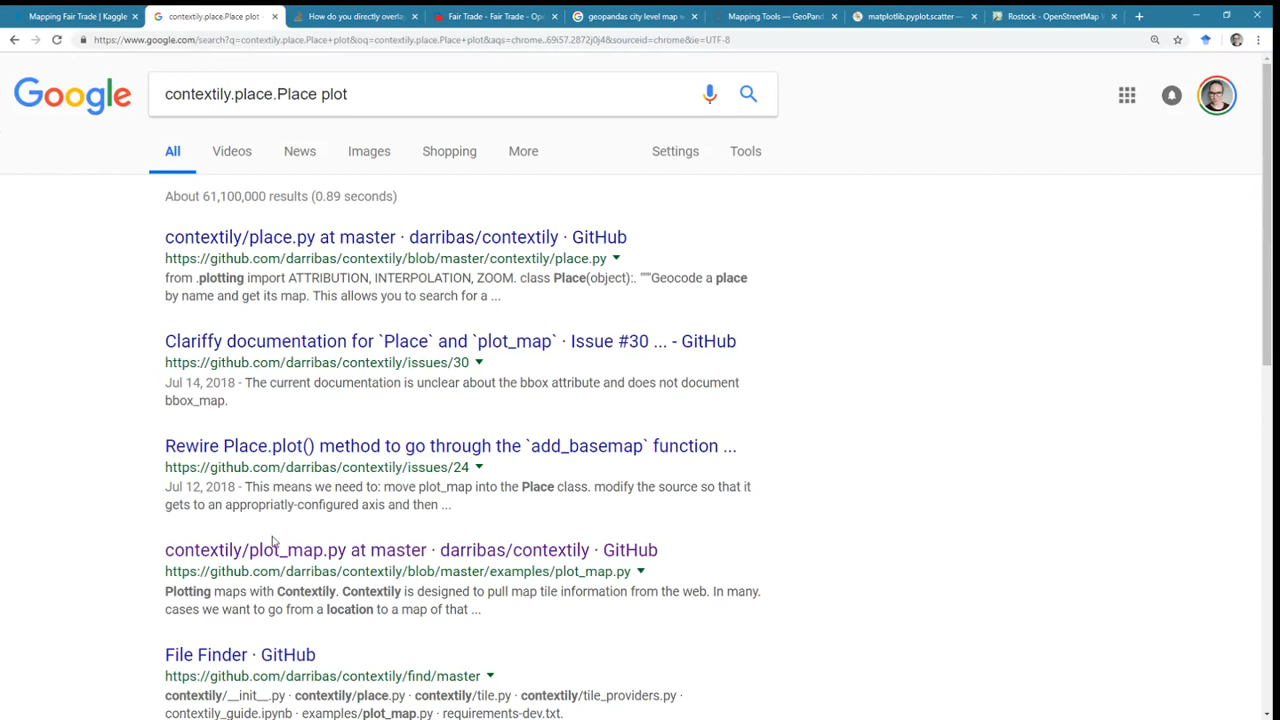 Mapping Fair Trade | Kaggle
contextily.place.Place plot -
How do you directly overlay
Fair Trade - Fair Trade - Ope
geopandas city level map
Mapping Tools — GeoPand
matplotlib.pyplot.scatter —
Rostock - OpenStreetMap W
https://www.google.com/search?q=contextily.place.Place+plot&oq=contextily.place.Place+plot&aqs=chrome..69i57.2872j0j4&sourceid=chrome&ie=UTF-8
Google
contextily.place.Place plot
All Videos News Images Shopping More Settings Tools
About 61,100,000 results (0.89 seconds)
contextily/place.py at master · darribas/contextily · GitHub
https://github.com/darribas/contextily/blob/master/contextily/place.py
from .plotting import ATTRIBUTION, INTERPOLATION, ZOOM. class Place(object):. """Geocode a place
by name and get its map. This allows you to search for a ...
Clariffy documentation for `Place` and `plot_map` · Issue #30 ... - GitHub
https://github.com/darribas/contextily/issues/30
Jul 14, 2018 - The current documentation is unclear about the bbox attribute and does not document
bbox_map.
Rewire Place.plot() method to go through the `add_basemap` function ...
https://github.com/darribas/contextily/issues/24
Jul 12, 2018 - This means we need to: move plot_map into the Place class. modify the source so that it
gets to an appropriatly-configured axis and then ...
contextily/plot_map.py at master · darribas/contextily · GitHub
https://github.com/darribas/contextily/blob/master/examples/plot_map.py
Plotting maps with Contextily. Contextily is designed to pull map tile information from the web. In many.
cases we want to go from a location to a map of that ...
File Finder · GitHub
https://github.com/darribas/contextily/find/master
contextily/__init__.py · contextily/place.py · contextily/tile.py · contextily/tile_providers.py ·
contextily_guide.ipynb · examples/plot_map.py · requirements-dev.txt.